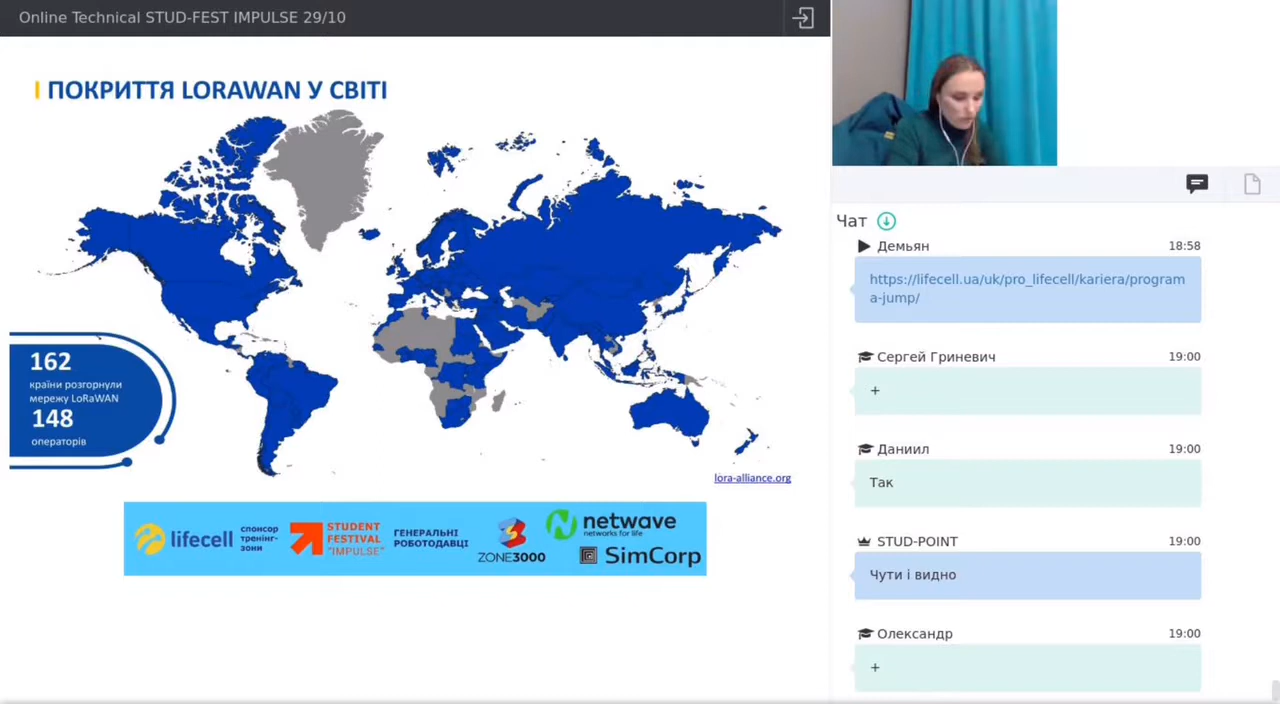 Online Technical STUD-FEST IMPULSE 29/10
ПОКРИТТЯ LORAWAN У СВІТІ
162
країни розгорнули
мережу LoRaWAN
148
операторів
lora-alliance.org
lifecell
спонсор
тренінг-
зони
STUDENT
FESTIVAL
"IMPULSE"
ГЕНЕРАЛЬНІ
РОБОТОДАВЦІ
ZONE3000
netwave
networks for life
SimCorp
Чат
Демьян 18:58
https://lifecell.ua/uk/pro_lifecell/kariera/program
a-jump/
Сергей Гриневич 19:00
+
Даниил 19:00
Так
STUD-POINT 19:00
Чути і видно
Олександр 19:00
+